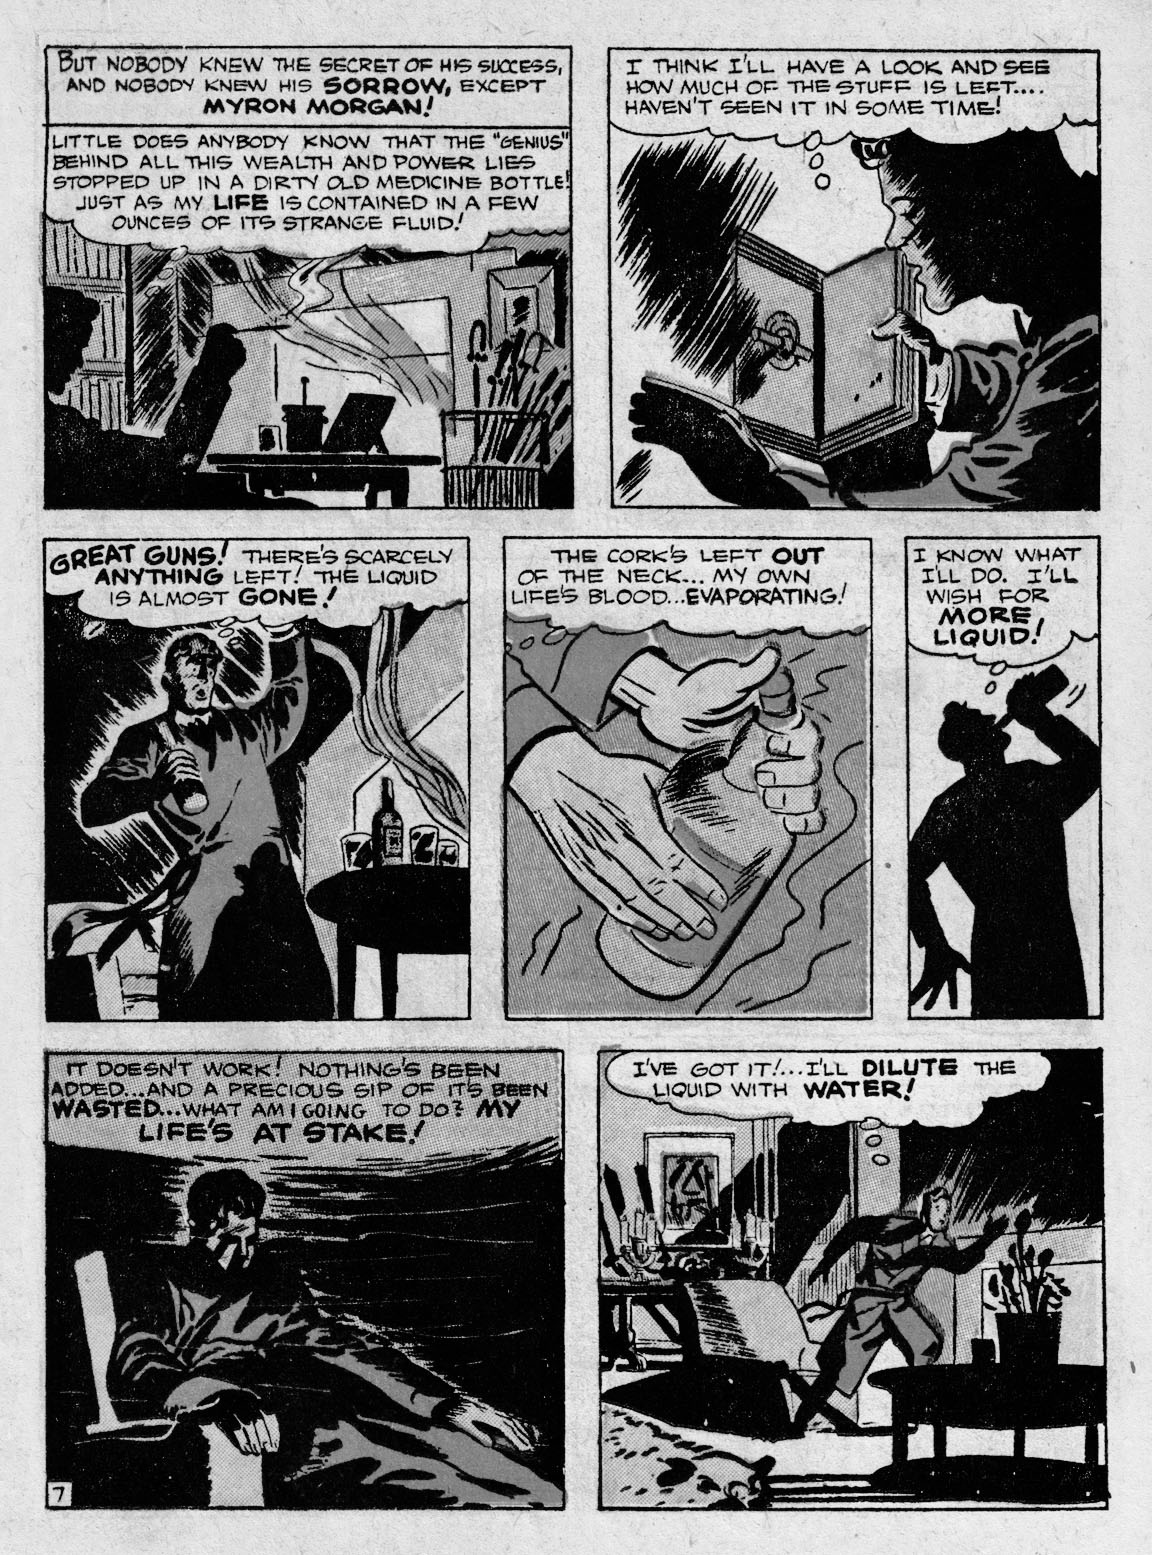 BUT NOBODY KNEW THE SECRET OF HIS SUCCESS,
AND NOBODY KNEW HIS SORROW, EXCEPT
MYRON MORGAN!
LITTLE DOES ANYBODY KNOW THAT THE "GENIUS"
BEHIND ALL THIS WEALTH AND POWER LIES
STOPPED UP IN A DIRTY OLD MEDICINE BOTTLE!
JUST AS MY LIFE IS CONTAINED IN A FEW
OUNCES OF ITS STRANGE FLUID!
I THINK I'LL HAVE A LOOK AND SEE
HOW MUCH OF THE STUFF IS LEFT....
HAVEN'T SEEN IT IN SOME TIME!
GREAT GUNS! THERE'S SCARCELY
ANYTHING LEFT! THE LIQUID
IS ALMOST GONE!
THE CORK'S LEFT OUT
OF THE NECK... MY OWN
LIFE'S BLOOD...EVAPORATING!
I KNOW WHAT
I'LL DO. I'LL
WISH FOR
MORE
LIQUID!
IT DOESN'T WORK! NOTHING'S BEEN
ADDED...AND A PRECIOUS SIP OF IT'S BEEN
WASTED...WHAT AM I GOING TO DO? MY
LIFE'S AT STAKE!
7
I'VE GOT IT!...I'LL DILUTE THE
LIQUID WITH WATER!